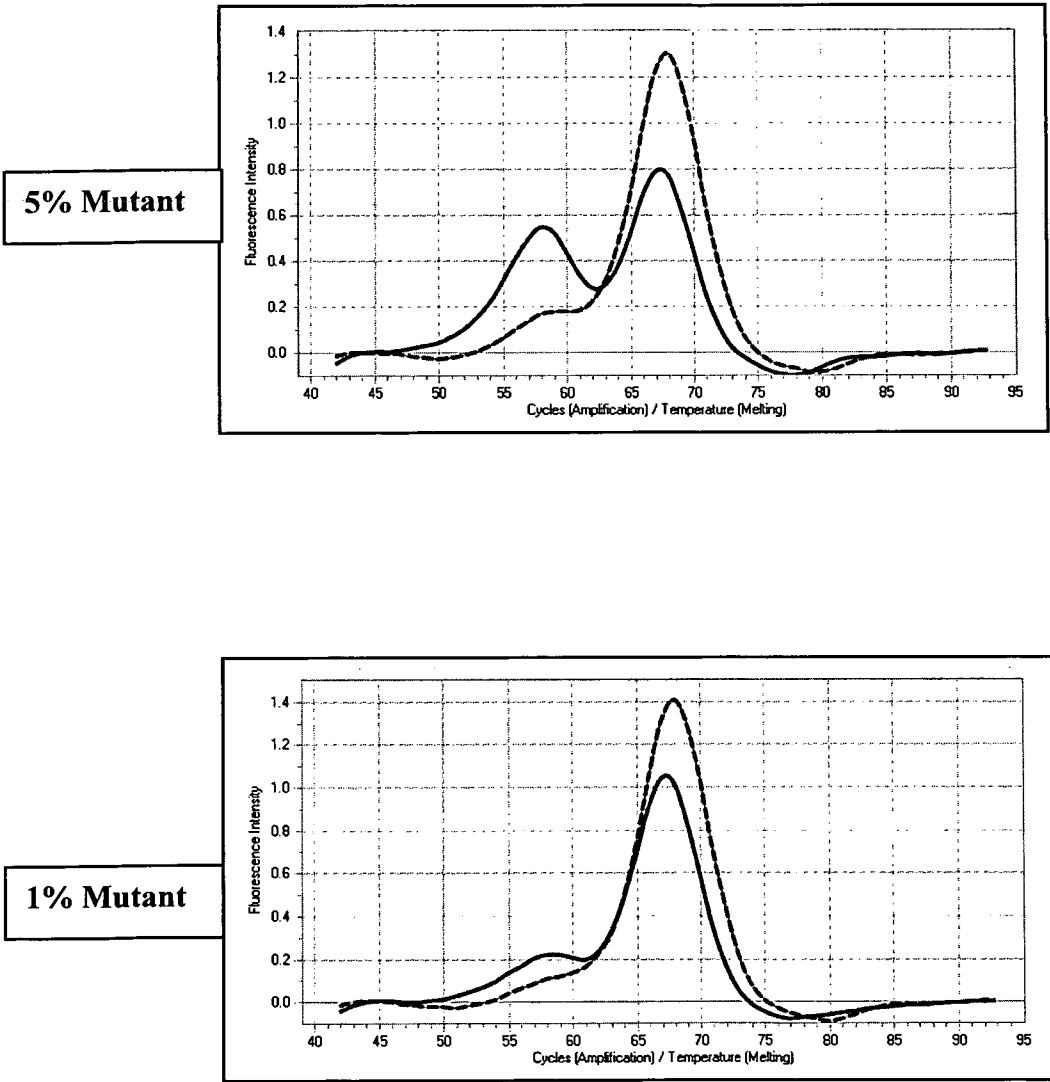 5% Mutant
Fluorescence Intensity
1.4
1.2
1.0
0.8
0.6
0.4
0.2
0.0
40 45 50 55 60 65 70 75 80 85 90 95
Cycles (Amplification) / Temperature (Melting)
1% Mutant
Fluorescence Intensity
1.4
1.2
1.0
0.8
0.6
0.4
0.2
0.0
40 45 50 55 60 65 70 75 80 85 90 95
Cycles (Amplification) / Temperature (Melting)